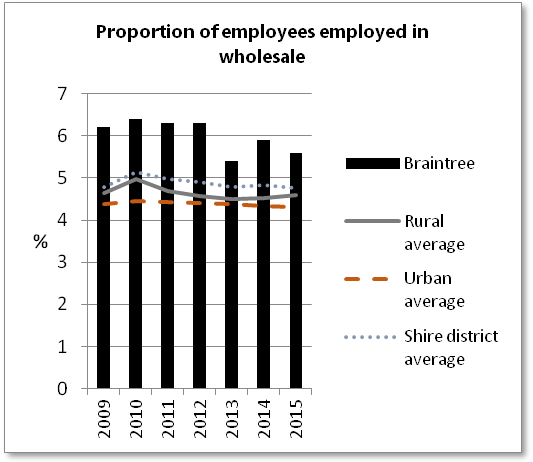 Proportion of employees employed in
wholesale
7
6
5
4
3
2
1
0
%
2009
2010
2011
2012
2013
2014
2015
Braintree
Rural
average
Urban
average
Shire district
average